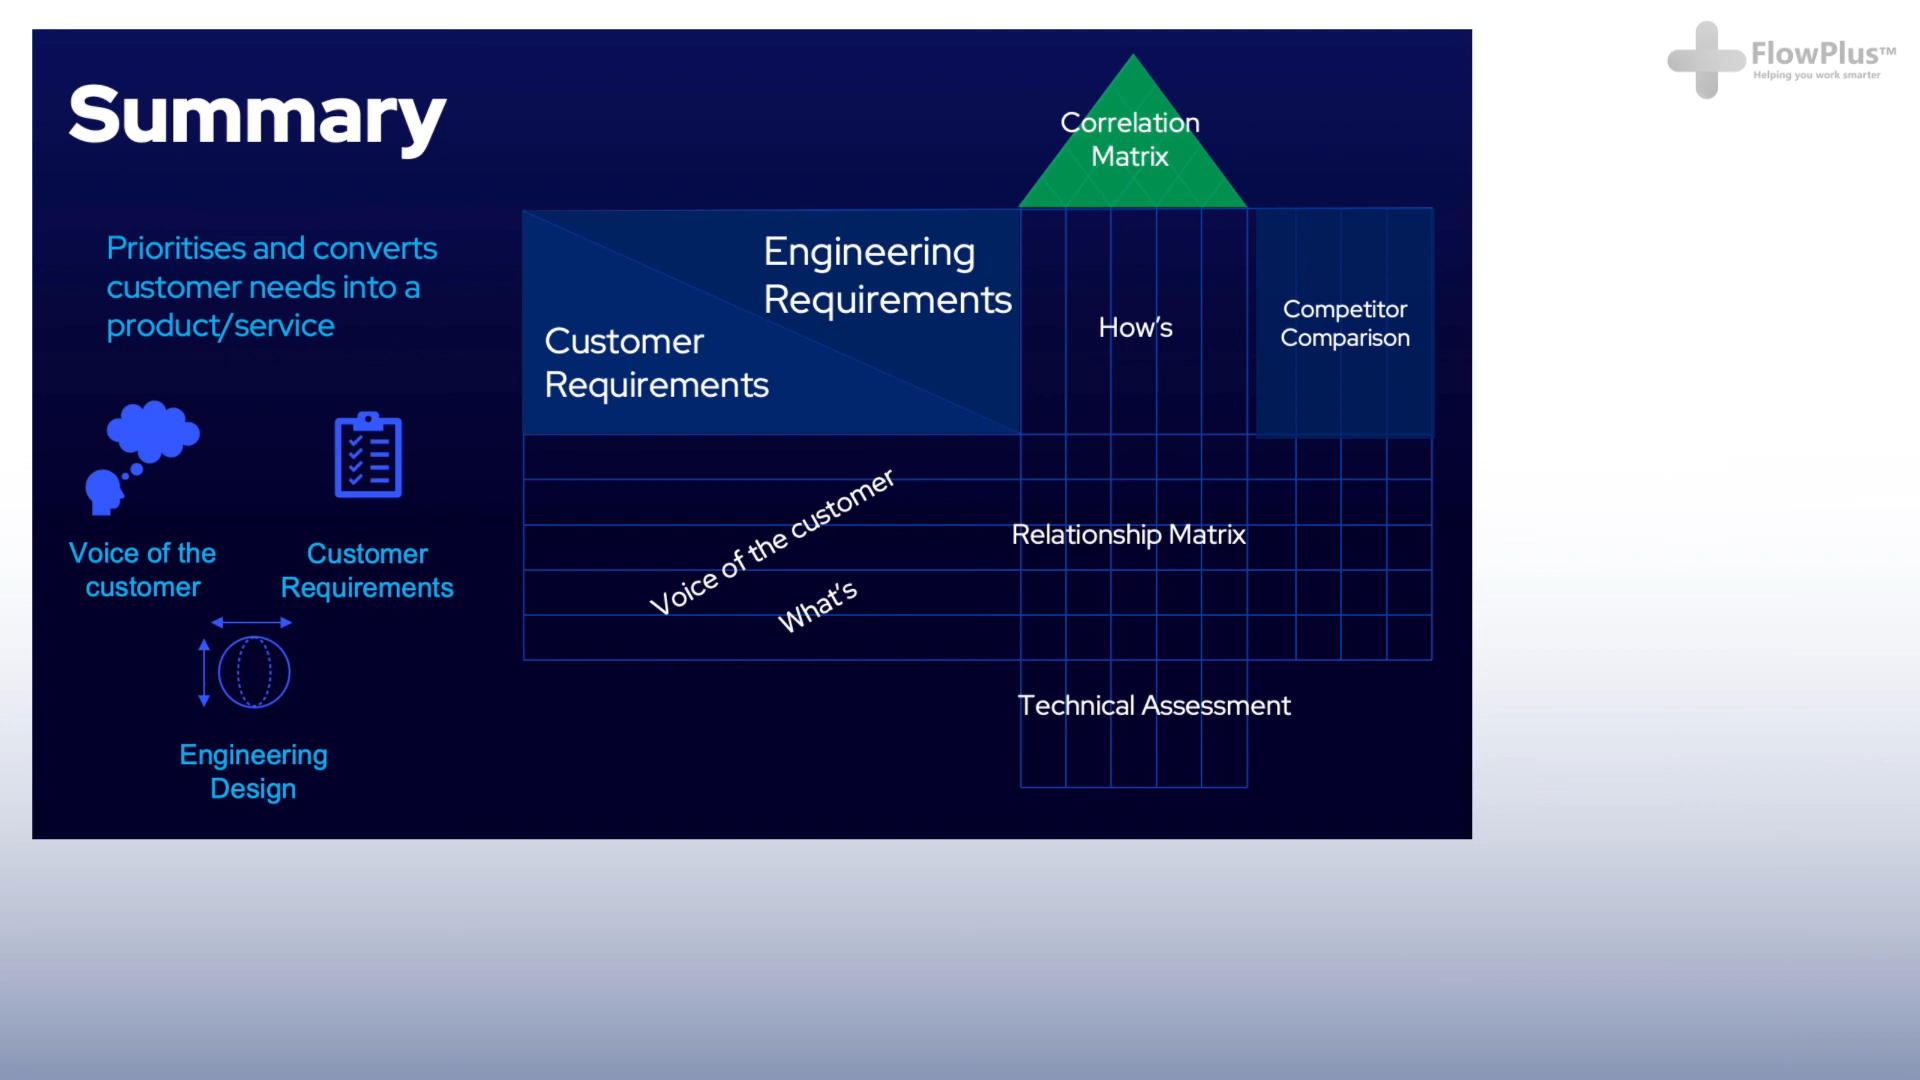 FlowPlus™
Helping you work smarter
Summary
Prioritises and converts
customer needs into a
product/service
Voice of the
customer
Customer
Requirements
Engineering
Design
Correlation
Matrix
Engineering
Requirements
Customer
Requirements
How's
Competitor
Comparison
Voice of the customer
What's
Relationship Matrix
Technical Assessment